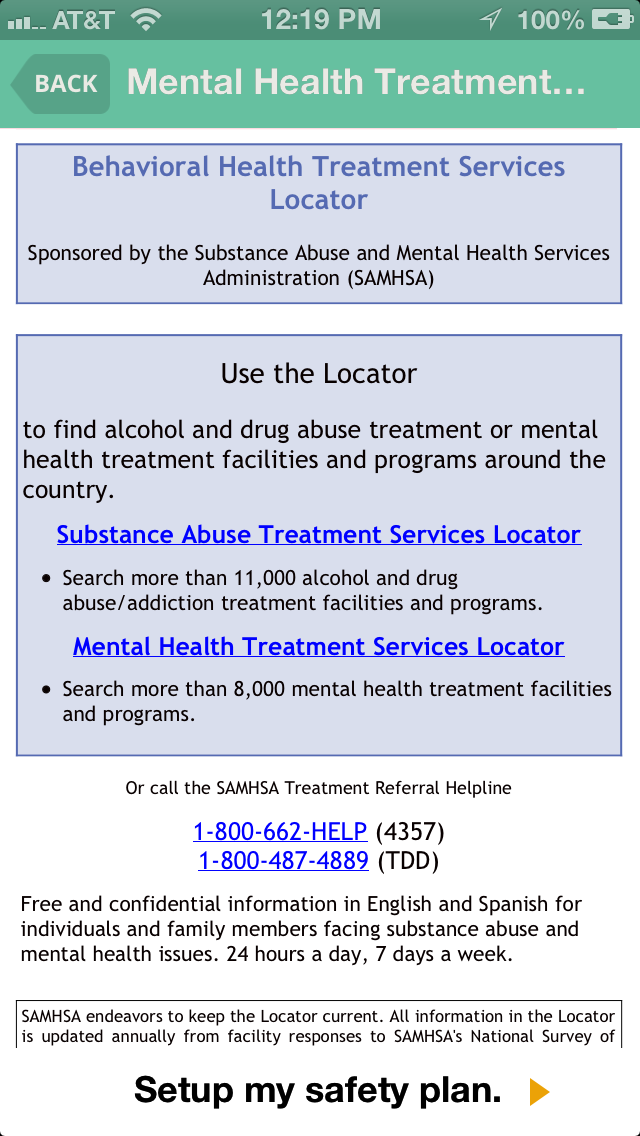 AT&T 12:19 PM 100%
BACK Mental Health Treatment...
Behavioral Health Treatment Services
Locator
Sponsored by the Substance Abuse and Mental Health Services
Administration (SAMHSA)
Use the Locator
to find alcohol and drug abuse treatment or mental
health treatment facilities and programs around the
country.
Substance Abuse Treatment Services Locator
• Search more than 11,000 alcohol and drug
abuse/addiction treatment facilities and programs.
Mental Health Treatment Services Locator
• Search more than 8,000 mental health treatment facilities
and programs.
Or call the SAMHSA Treatment Referral Helpline
1-800-662-HELP (4357)
1-800-487-4889 (TDD)
Free and confidential information in English and Spanish for
individuals and family members facing substance abuse and
mental health issues. 24 hours a day, 7 days a week.
SAMHSA endeavors to keep the Locator current. All information in the Locator
is updated annually from facility responses to SAMHSA's National Survey of
Setup my safety plan.